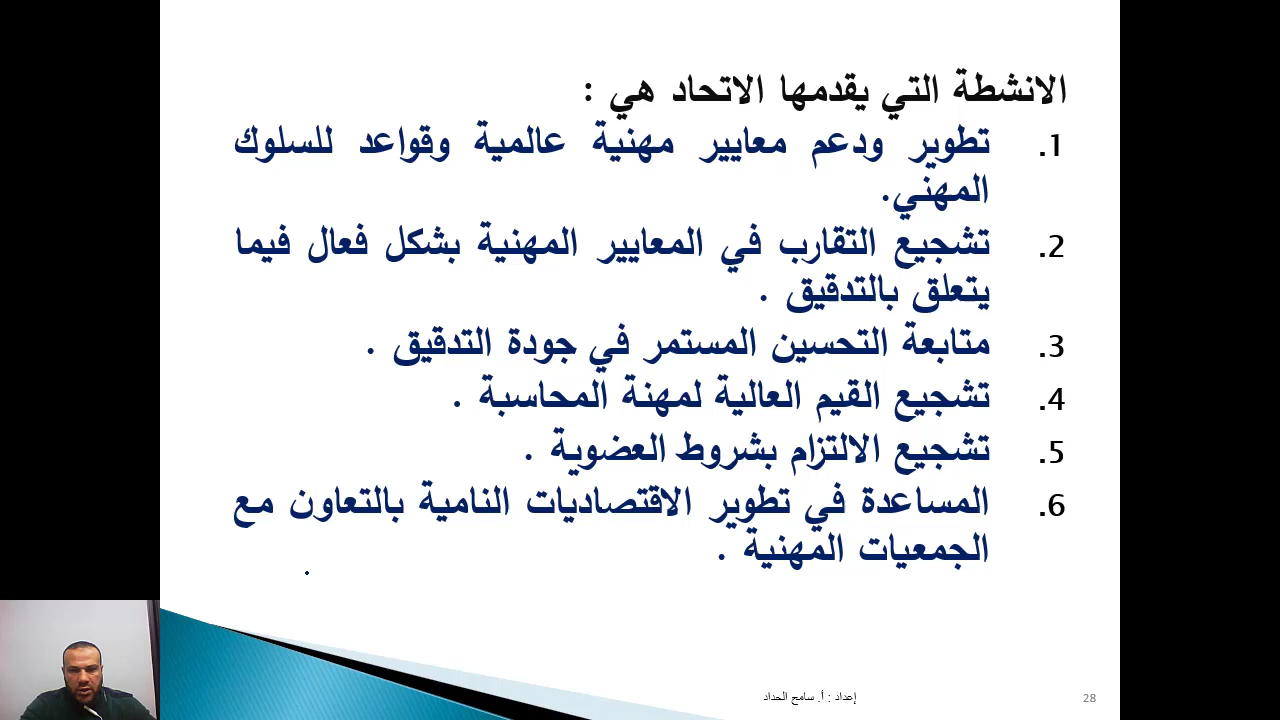 الانشطة التي يقدمها الاتحاد هي :
1. تطوير ودعم معايير مهنية عالمية وقواعد للسلوك
المهني.
2. تشجيع التقارب في المعايير المهنية بشكل فعال فيما
يتعلق بالتدقيق .
3. متابعة التحسين المستمر في جودة التدقيق .
4. تشجيع القيم العالية لمهنة المحاسبة .
5. تشجيع الالتزام بشروط العضوية .
6. المساعدة في تطوير الاقتصاديات النامية بالتعاون مع
الجمعيات المهنية .
إعداد : أ. سامح الحداد
28